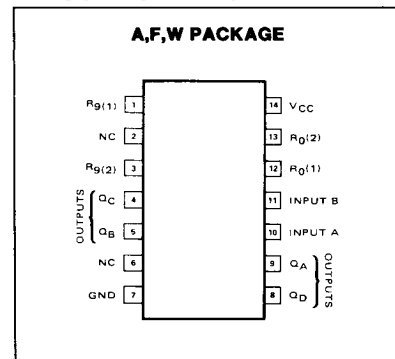 A,F,W PACKAGE
R9(1) 1
14 VCC
NC 2
13 R0(2)
R9(2) 3
12 R0(1)
OUTPUTS
QC 4
11 INPUT B
QB 5
10 INPUT A
NC 6
9 QA
OUTPUTS
GND 7
8 QD